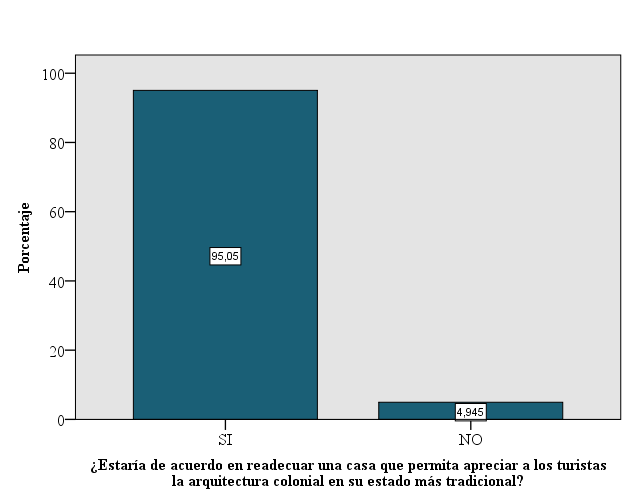 100
80
60
40
20
0
Porcentaje
95,05
4,945
SI
NO
¿Estaría de acuerdo en readecuar una casa que permita apreciar a los turistas
la arquitectura colonial en su estado más tradicional?